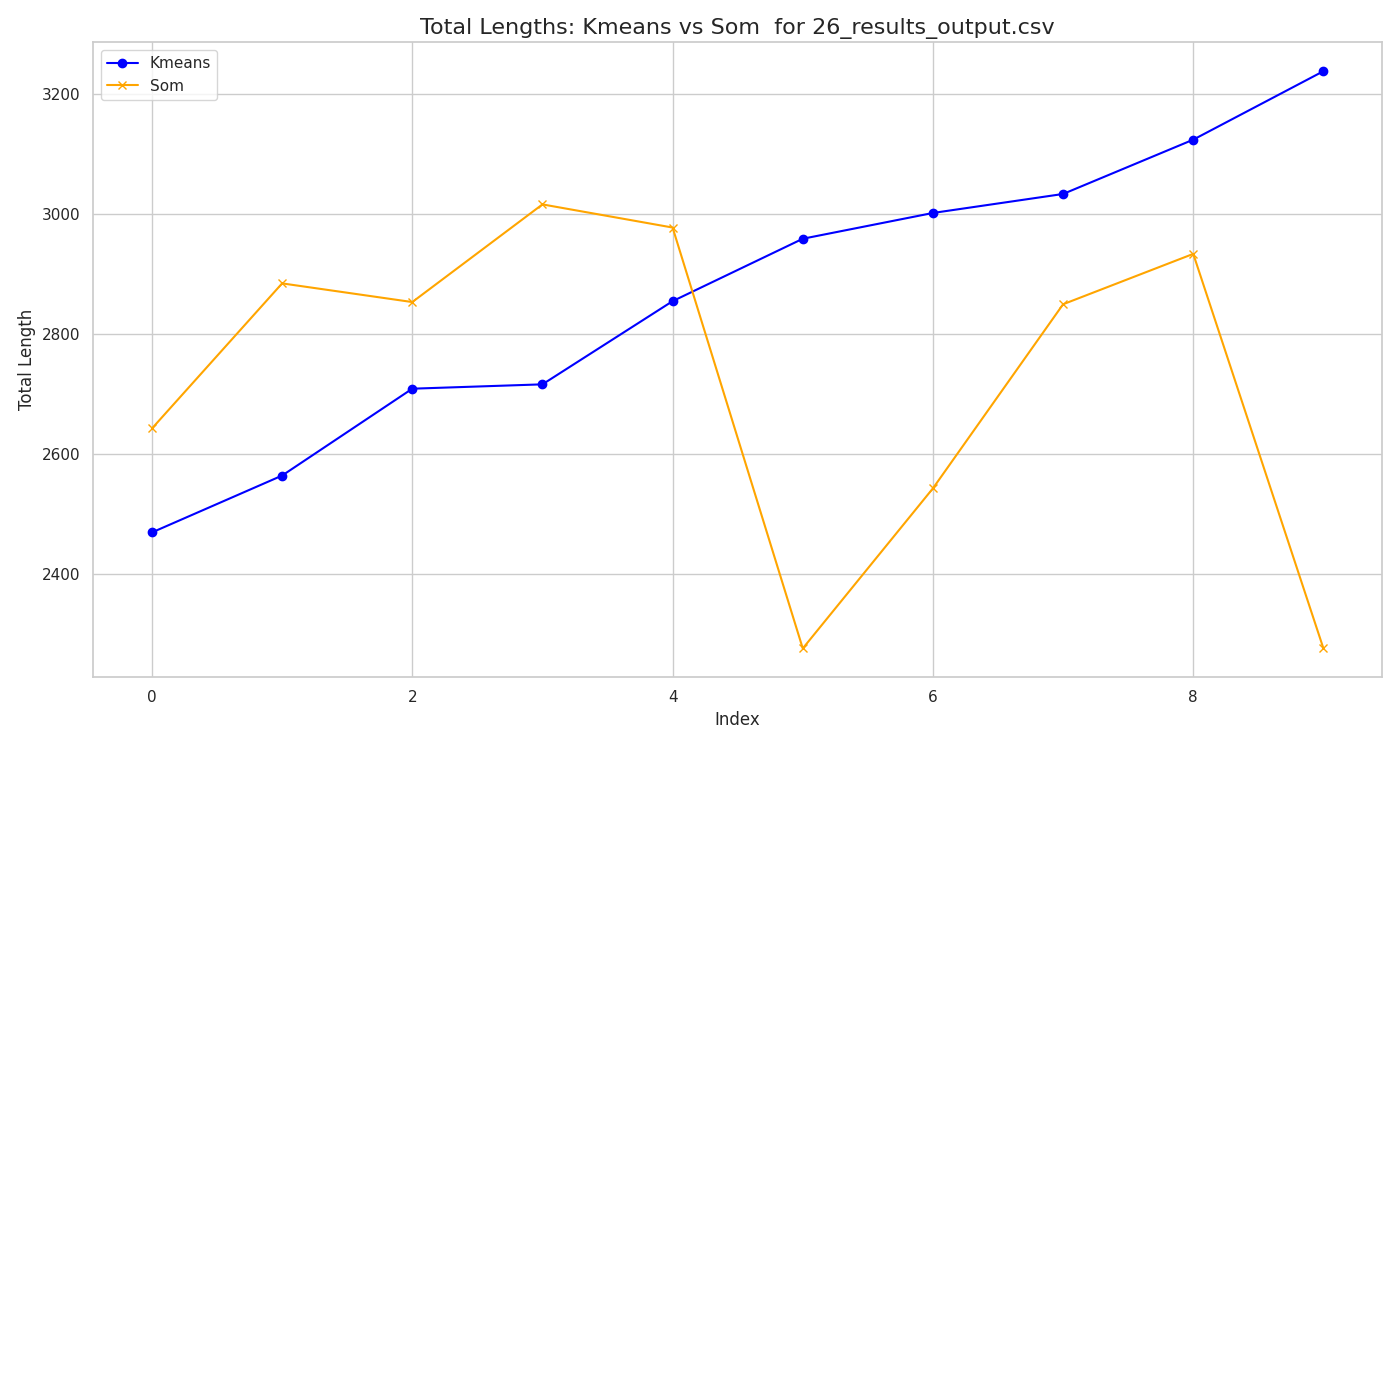 Total Lengths: Kmeans vs Som  for 26_results_output.csv
Kmeans
Som
Total Length
3200
3000
2800
2600
2400
0 2 4 6 8
Index